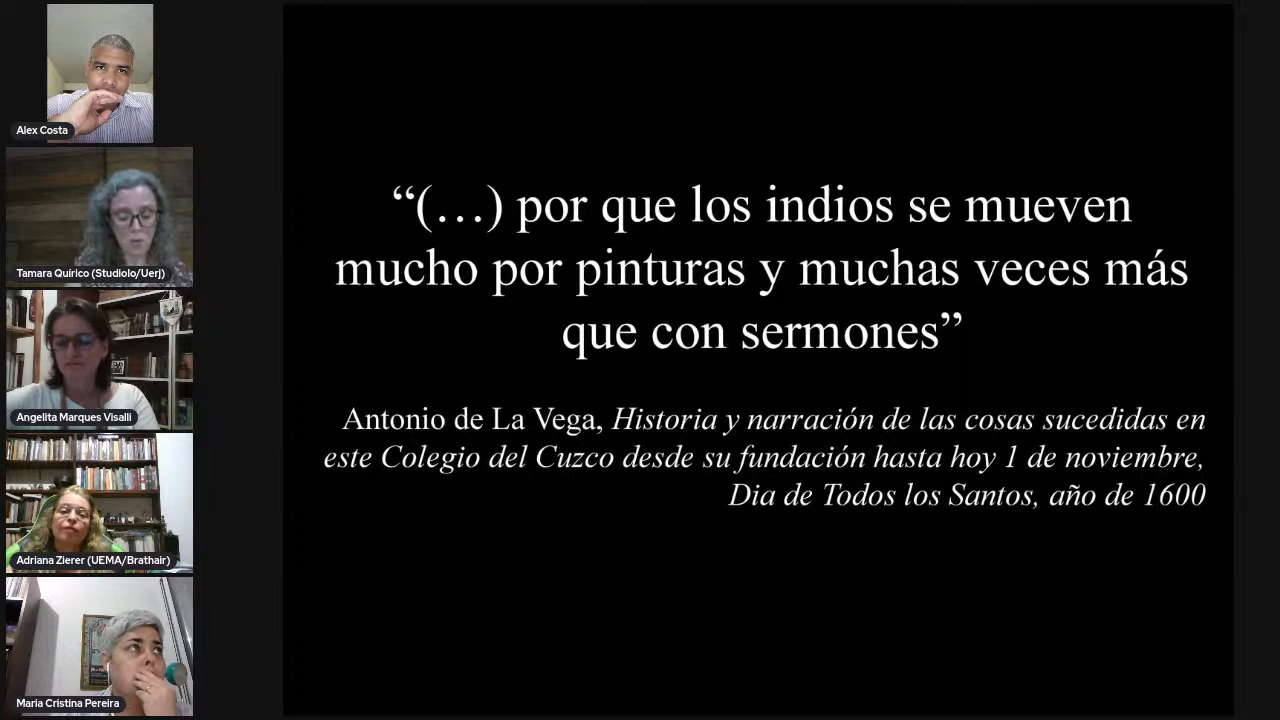 Alex Costa
Tamara Quírico (Studiolo/Uerj)
Angelita Marques Visalli
Adriana Zierer (UEMA/Brathair)
Maria Cristina Pereira
“(…) por que los indios se mueven
mucho por pinturas y muchas veces más
que con sermones”
Antonio de La Vega, Historia y narración de las cosas sucedidas en
este Colegio del Cuzco desde su fundación hasta hoy 1 de noviembre,
Dia de Todos los Santos, año de 1600